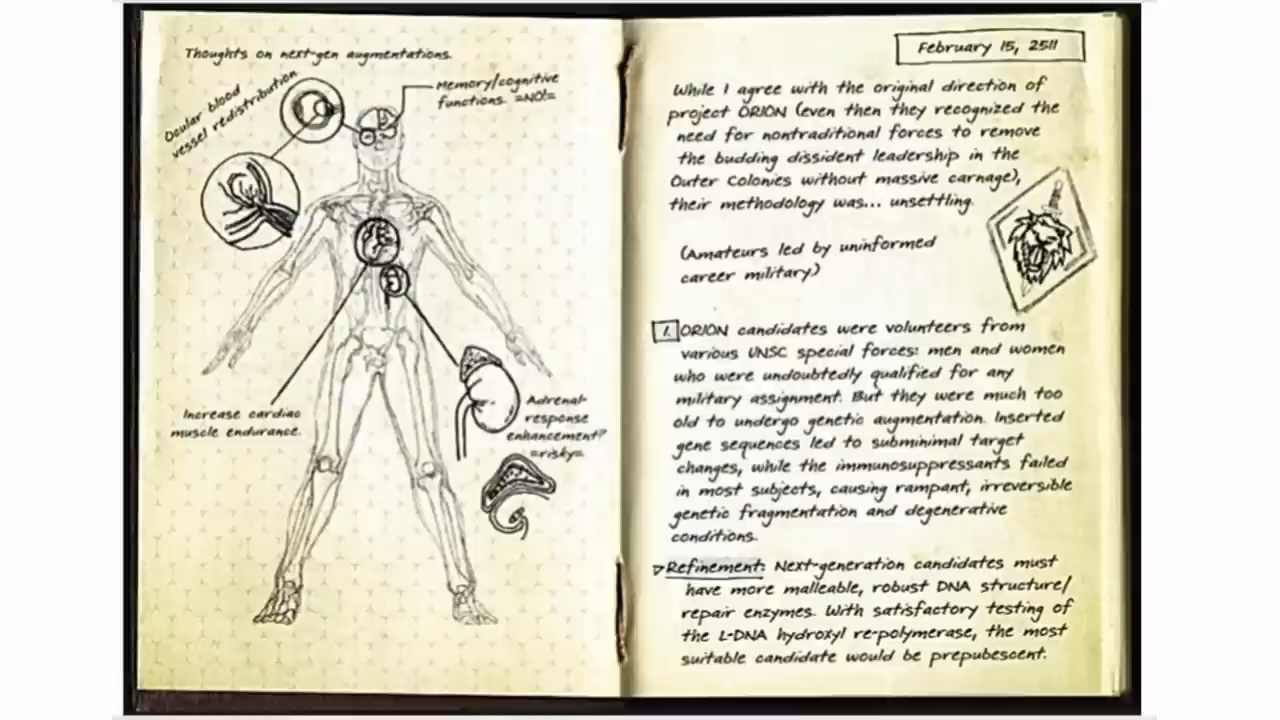 Thoughts on next-gen augmentations.
Ocular blood
vessel redistribution
Memory/cognitive
functions. =NO!=
Increase cardiac
muscle endurance.
Adrenal-
response
enhancement?
=risky=
February 15, 2511
While I agree with the original direction of
project ORION (even then they recognized the
need for nontraditional forces to remove
the budding dissident leadership in the
Outer Colonies without massive carnage),
their methodology was... unsettling.
(Amateurs led by uninformed
career military)
1. ORION candidates were volunteers from
various UNSC special forces: men and women
who were undoubtedly qualified for any
military assignment. But they were much too
old to undergo genetic augmentation. Inserted
gene sequences led to subminimal target
changes, while the immunosuppressants failed
in most subjects, causing rampant, irreversible
genetic fragmentation and degenerative
conditions.
Refinement: Next-generation candidates must
have more malleable, robust DNA structure/
repair enzymes. With satisfactory testing of
the L-DNA hydroxyl re-polymerase, the most
suitable candidate would be prepubescent.